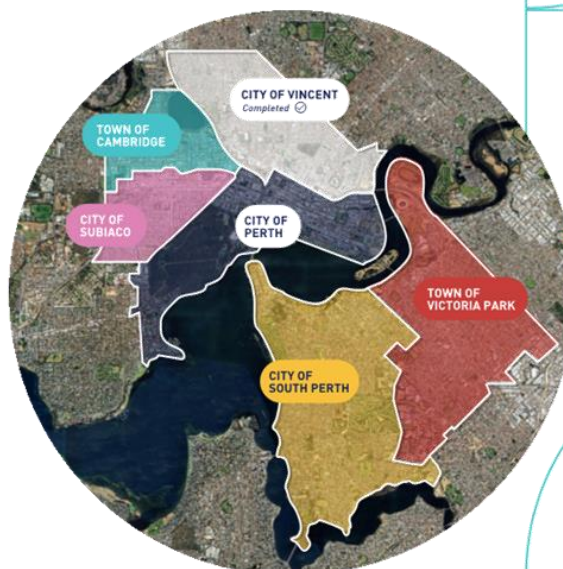 CITY OF VINCENT
Completed
TOWN OF
CAMBRIDGE
CITY OF
SUBIACO
CITY OF
PERTH
TOWN OF
VICTORIA PARK
CITY OF
SOUTH PERTH